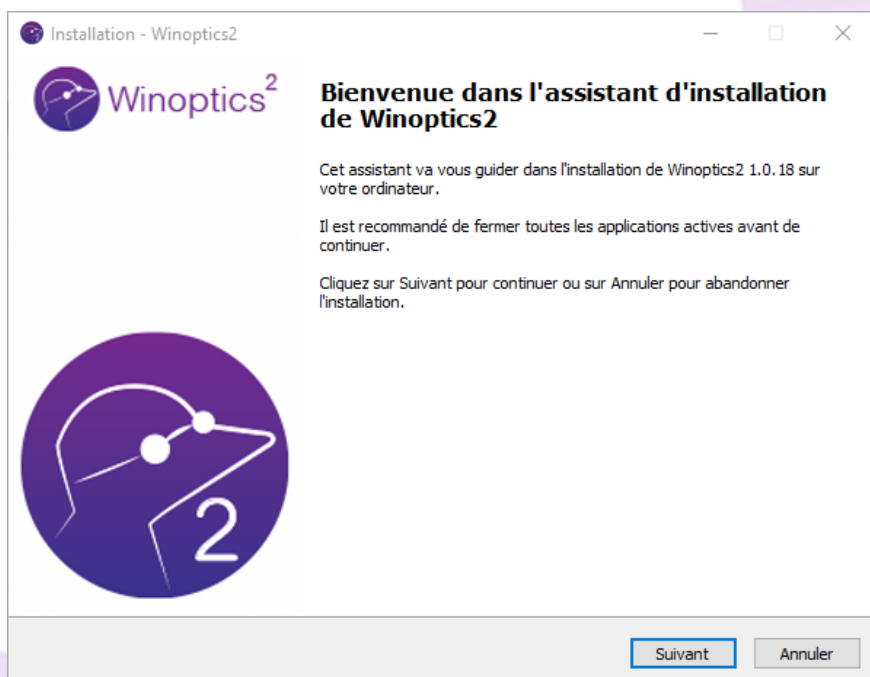 Installation - Winoptics2
Winoptics²
Bienvenue dans l'assistant d'installation
de Winoptics2
Cet assistant va vous guider dans l'installation de Winoptics2 1.0.18 sur
votre ordinateur.
Il est recommandé de fermer toutes les applications actives avant de
continuer.
Cliquez sur Suivant pour continuer ou sur Annuler pour abandonner
l'installation.
2
Suivant
Annuler